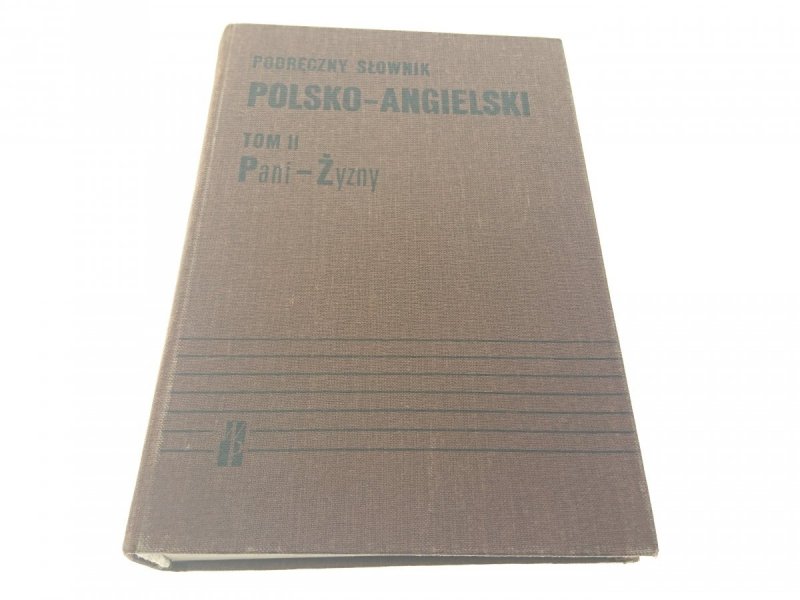 PODRĘCZNY SŁOWNIK
POLSKO-ANGIELSKI
TOM II
Pani-Żyzny